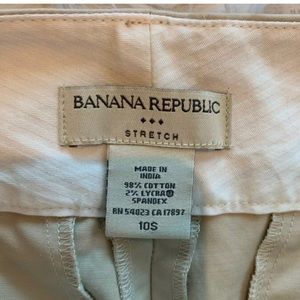 BANANA REPUBLIC
STRETCH
MADE IN
INDIA
98% COTTON
2% LYCRA®
SPANDEX
RN 54023 CA 17897
10S